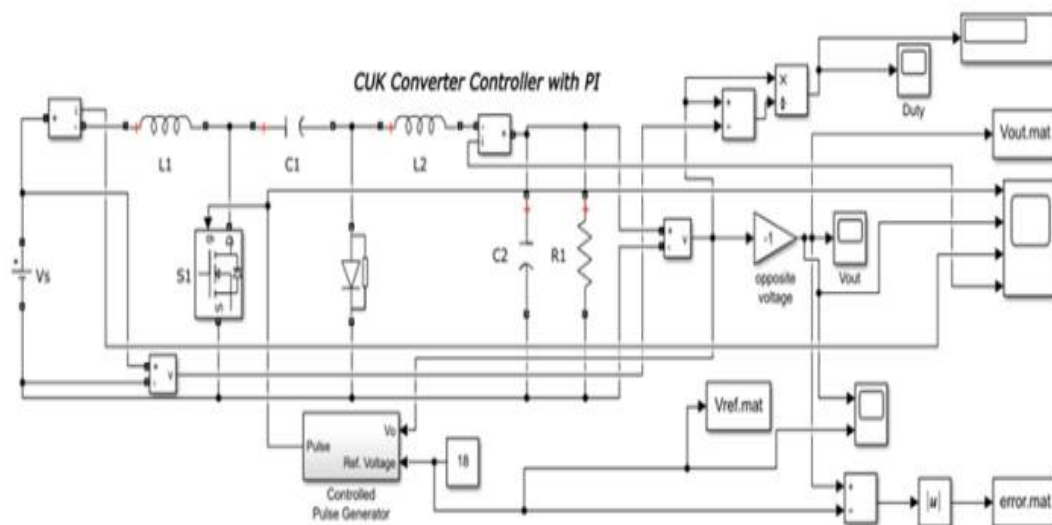 CUK Converter Controller with PI
Duty
Vout.mat
L1
C1
L2
S1
C2
R1
Vs
v
-1
opposite
voltage
Vout
v
Vref.mat
Pulse
Vo
Ref. Voltage
18
Controlled
Pulse Generator
|u|
error.mat